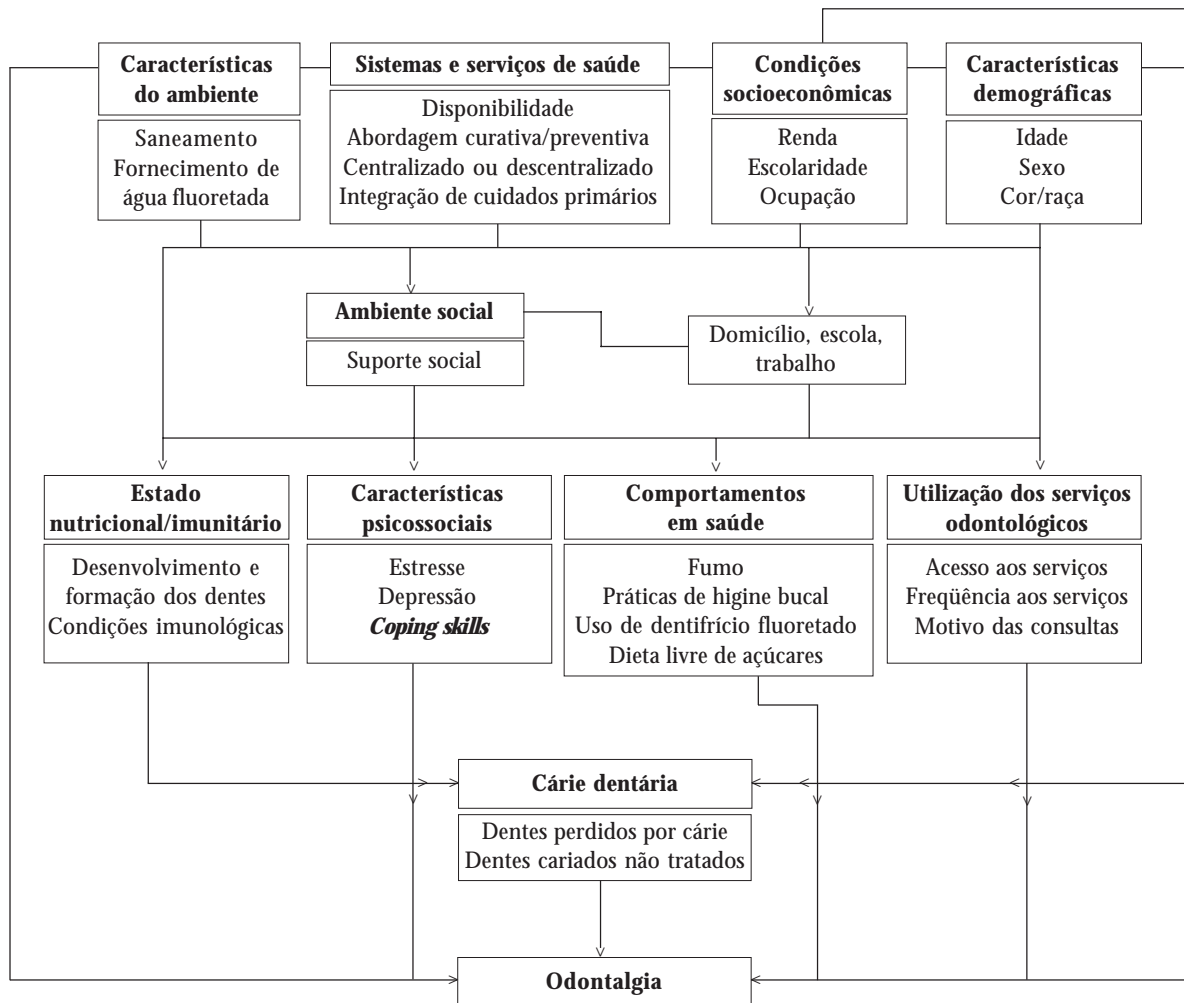 Características
do ambiente
Saneamento
Fornecimento de
água fluoretada
Sistemas e serviços de saúde
Disponibilidade
Abordagem curativa/preventiva
Centralizado ou descentralizado
Integração de cuidados primários
Condições
socioeconômicas
Renda
Escolaridade
Ocupação
Características
demográficas
Idade
Sexo
Cor/raça
Ambiente social
Suporte social
Domicílio, escola,
trabalho
Estado
nutricional/imunitário
Desenvolvimento e
formação dos dentes
Condições imunológicas
Características
psicossociais
Estresse
Depressão
Coping skills
Comportamentos
em saúde
Fumo
Práticas de higine bucal
Uso de dentifrício fluoretado
Dieta livre de açúcares
Utilização dos serviços
odontológicos
Acesso aos serviços
Freqüência aos serviços
Motivo das consultas
Cárie dentária
Dentes perdidos por cárie
Dentes cariados não tratados
Odontalgia